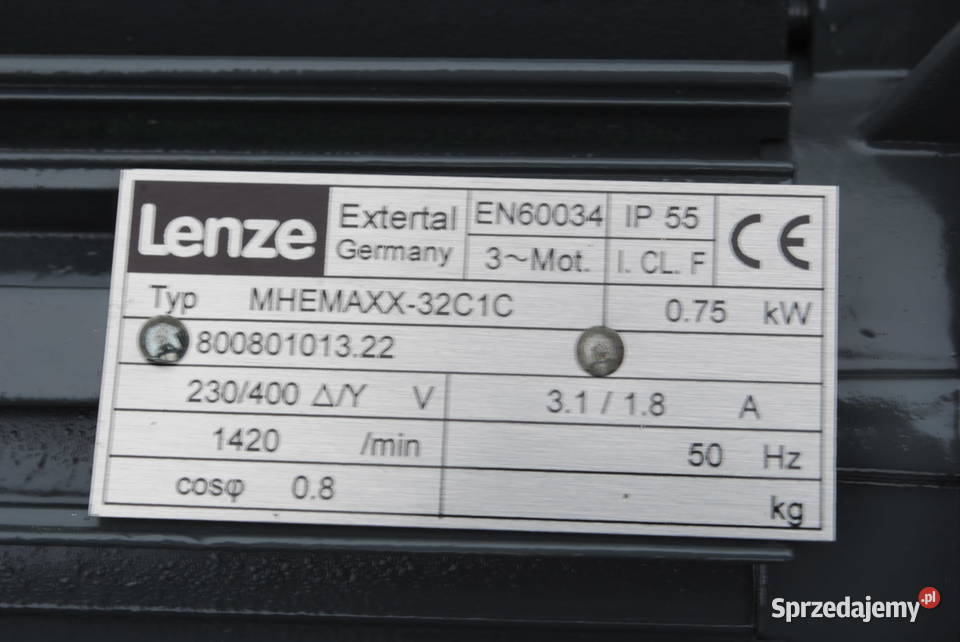 Lenze
Extertal
Germany
EN60034
IP 55
3~Mot.
I. CL. F
CE
Typ MHEMAXX-32C1C 0.75 kW
800801013.22
230/400 Δ/Y V 3.1 / 1.8 A
1420 /min 50 Hz
cosφ 0.8 kg
Sprzedajemy.pl